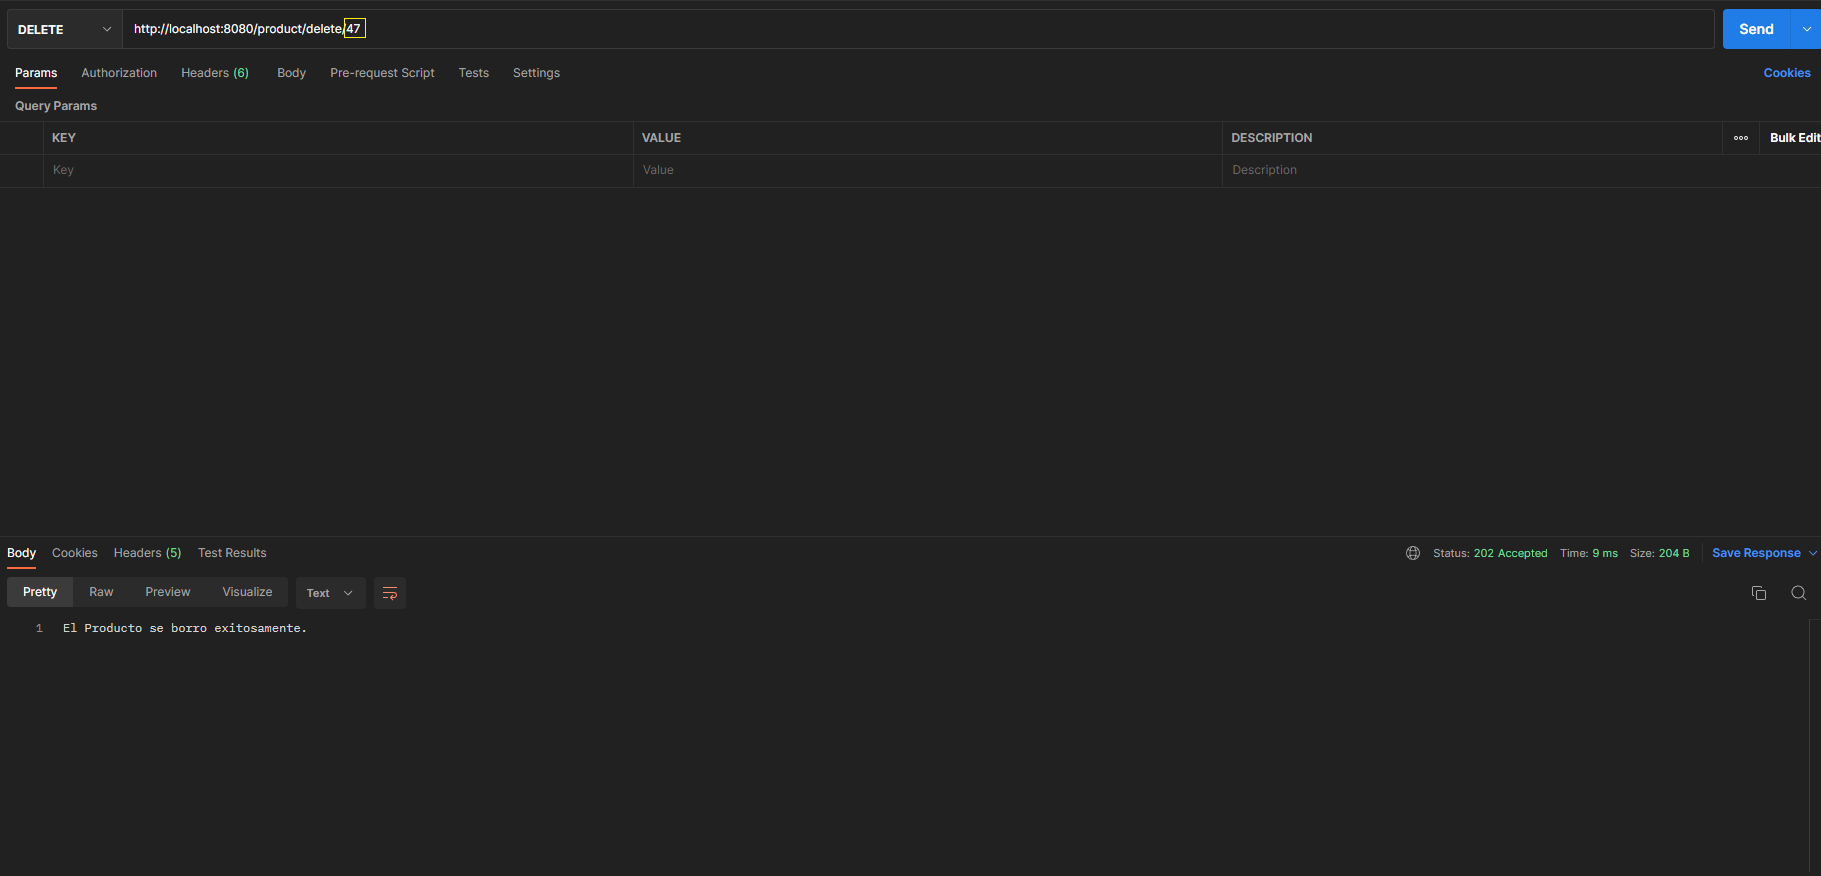 DELETE http://localhost:8080/product/delete/47 Send
Params Authorization Headers (6) Body Pre-request Script Tests Settings Cookies
Query Params
KEY VALUE DESCRIPTION ooo Bulk Edit
Key Value Description
Body Cookies Headers (5) Test Results Status: 202 Accepted Time: 9 ms Size: 204 B Save Response
Pretty Raw Preview Visualize Text
1 El Producto se borro exitosamente.